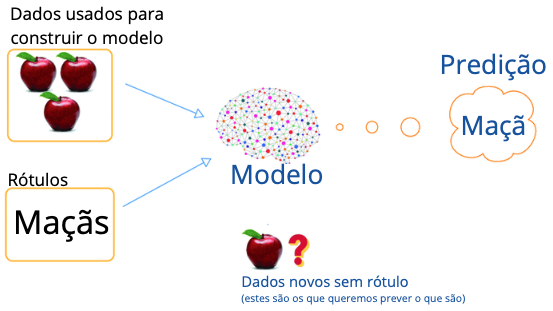 Dados usados para
construir o modelo
Rótulos
Maçãs
Modelo
Predição
Maçã
?
Dados novos sem rótulo
(estes são os que queremos prever o que são)